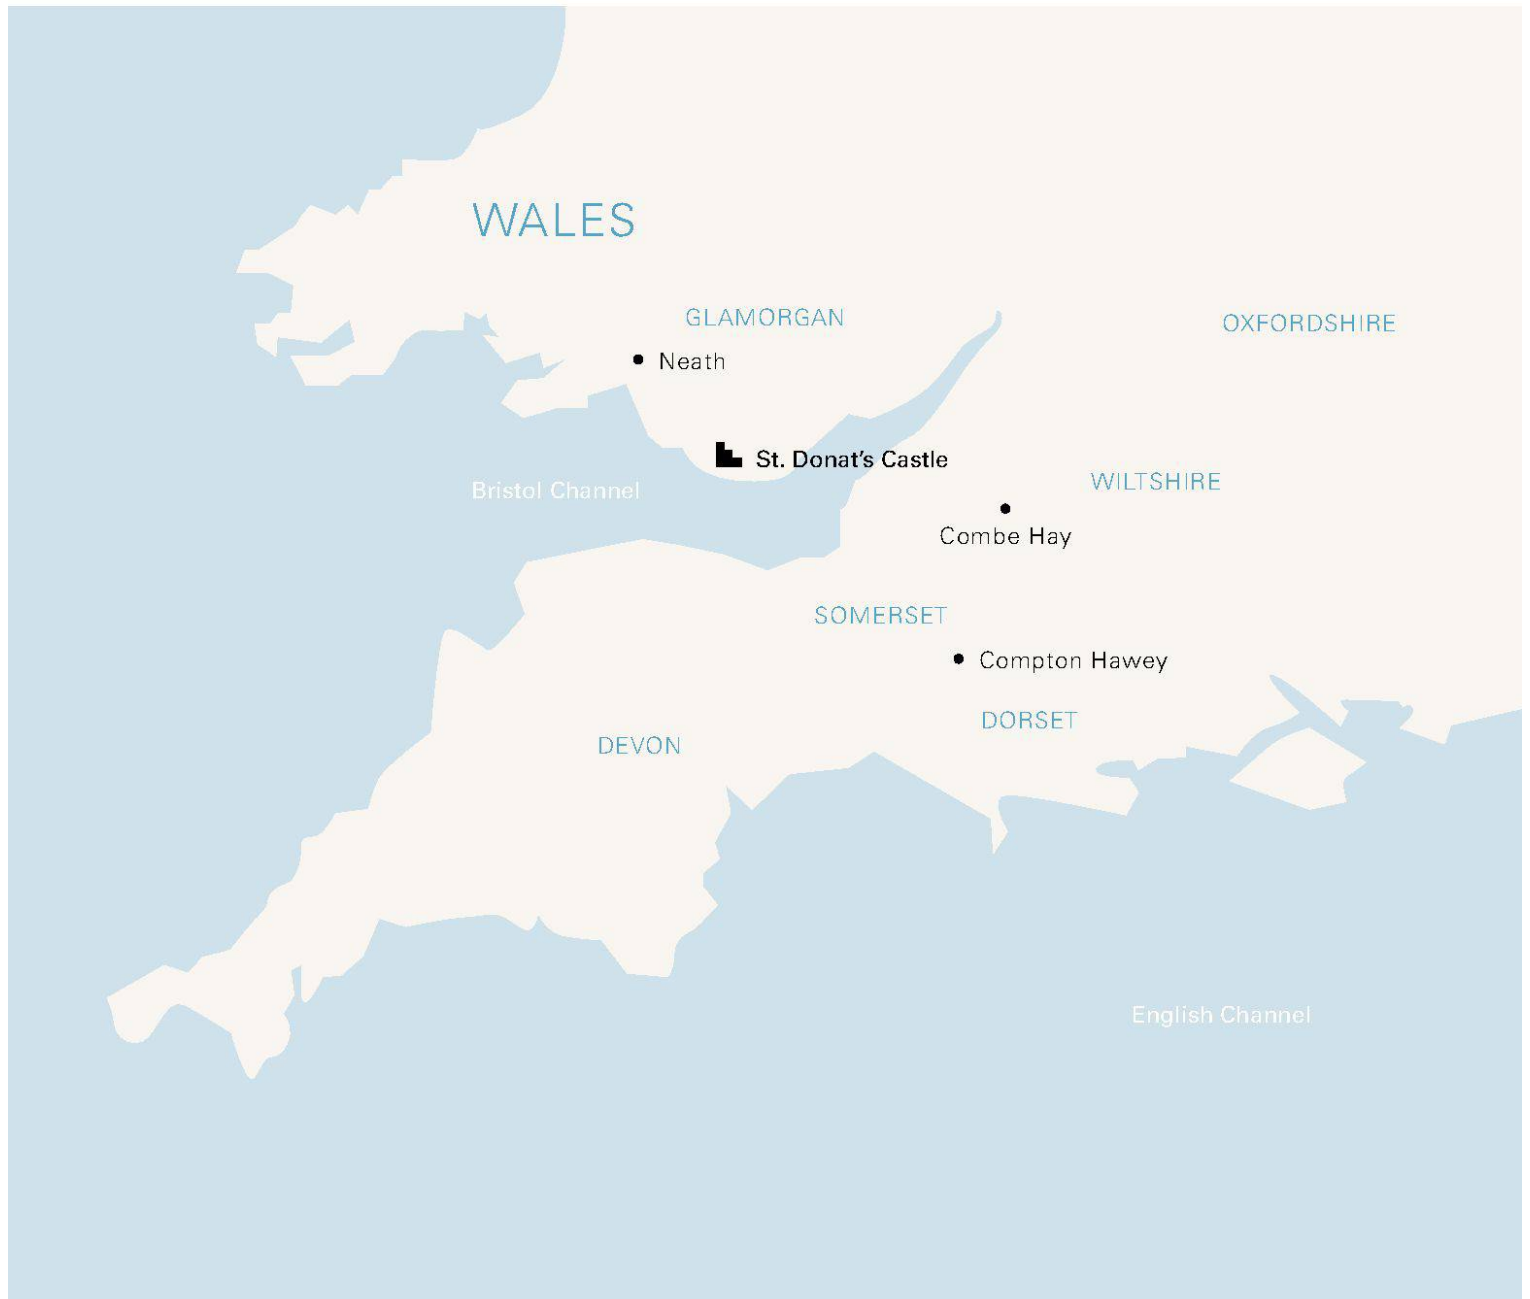 WALES
GLAMORGAN
OXFORDSHIRE
Neath
St. Donat's Castle
WILTSHIRE
Bristol Channel
Combe Hay
SOMERSET
Compton Hawey
DORSET
DEVON
English Channel